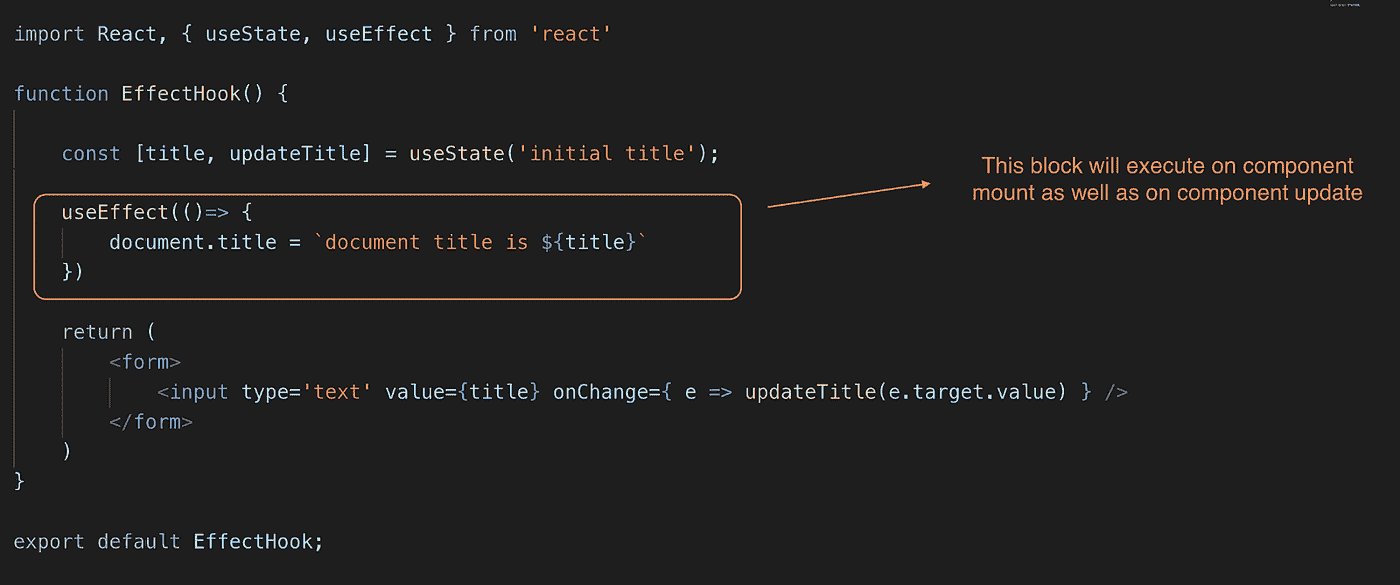 import React, { useState, useEffect } from 'react'
function EffectHook() {
const [title, updateTitle] = useState('initial title');
This block will execute on component
mount as well as on component update
useEffect(()=> {
document.title = `document title is ${title}`
})
return (
<form>
<input type='text' value={title} onChange={ e => updateTitle(e.target.value) } />
</form>
)
}
export default EffectHook;